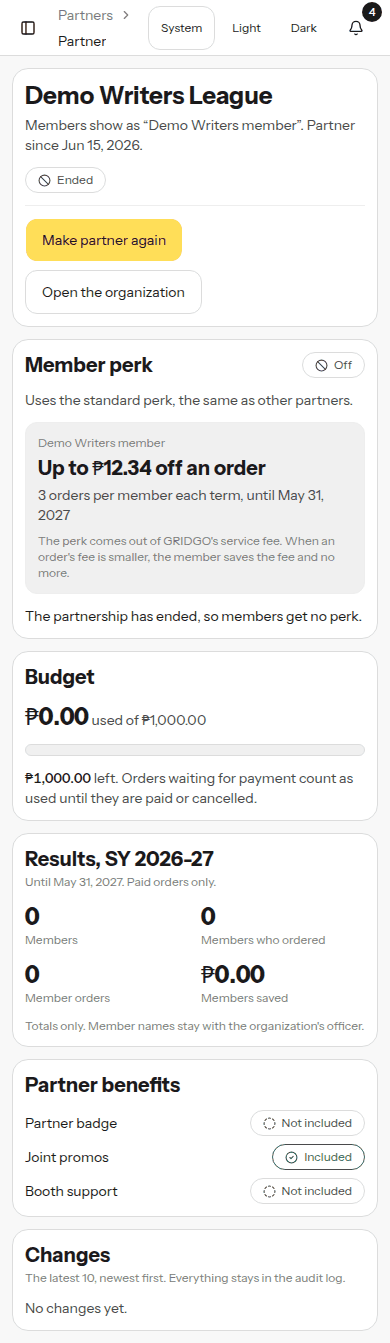 Partners
Partner
System
Light
Dark
4
Demo Writers League
Members show as “Demo Writers member”. Partner
since Jun 15, 2026.
Ended
Make partner again
Open the organization
Member perk
Off
Uses the standard perk, the same as other partners.
Demo Writers member
Up to ₱12.34 off an order
3 orders per member each term, until May 31,
2027
The perk comes out of GRIDGO's service fee. When an
order's fee is smaller, the member saves the fee and no
more.
The partnership has ended, so members get no perk.
Budget
₱0.00 used of ₱1,000.00
₱1,000.00 left. Orders waiting for payment count as
used until they are paid or cancelled.
Results, SY 2026-27
Until May 31, 2027. Paid orders only.
0
Members
0
Members who ordered
0
Member orders
₱0.00
Members saved
Totals only. Member names stay with the organization's officer.
Partner benefits
Partner badge
Not included
Joint promos
Included
Booth support
Not included
Changes
The latest 10, newest first. Everything stays in the audit log.
No changes yet.